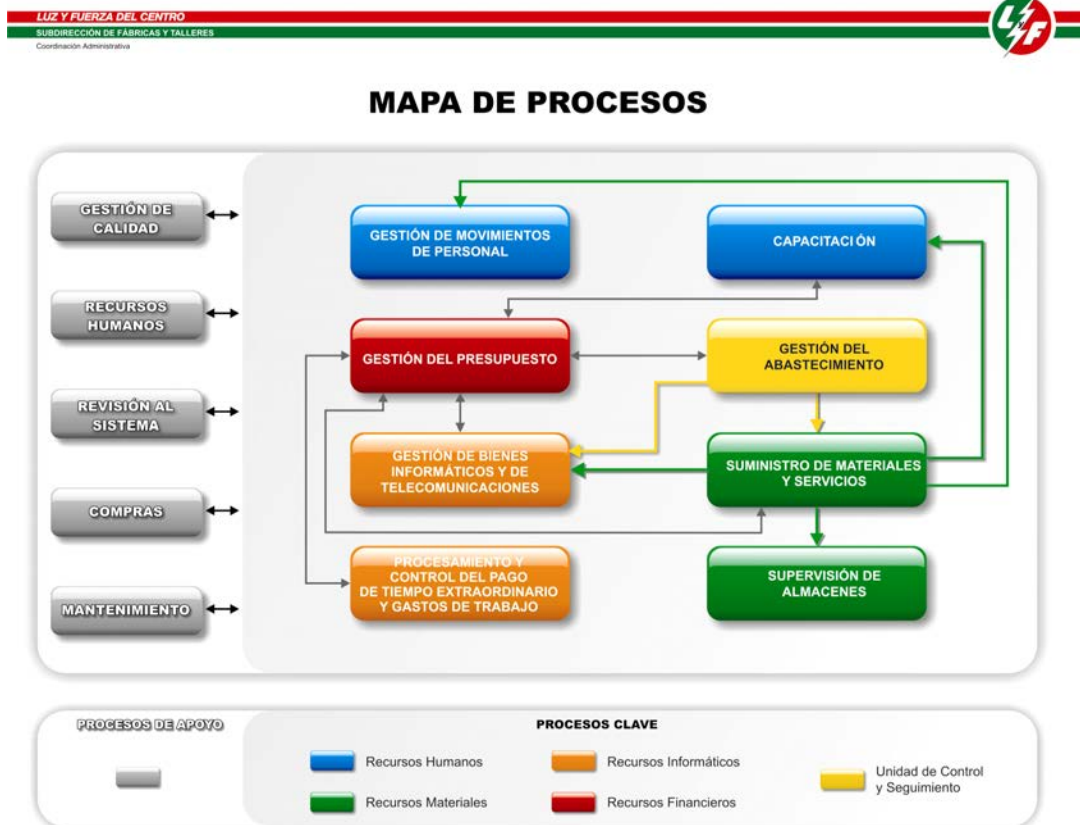 LUZ Y FUERZA DEL CENTRO
SUBDIRECCIÓN DE FÁBRICAS Y TALLERES
Coordinación Administrativa
LyF
MAPA DE PROCESOS
GESTIÓN DE
CALIDAD
RECURSOS
HUMANOS
REVISIÓN AL
SISTEMA
COMPRAS
MANTENIMIENTO
GESTIÓN DE MOVIMIENTOS
DE PERSONAL
CAPACITACIÓN
GESTIÓN DEL PRESUPUESTO
GESTIÓN DEL
ABASTECIMIENTO
GESTIÓN DE BIENES
INFORMÁTICOS Y DE
TELECOMUNICACIONES
SUMINISTRO DE MATERIALES
Y SERVICIOS
PROCESAMIENTO Y
CONTROL DEL PAGO
DE TIEMPO EXTRAORDINARIO
Y GASTOS DE TRABAJO
SUPERVISIÓN DE
ALMACENES
PROCESOS DE APOYO
PROCESOS CLAVE
Recursos Humanos
Recursos Informáticos
Unidad de Control
y Seguimiento
Recursos Materiales
Recursos Financieros